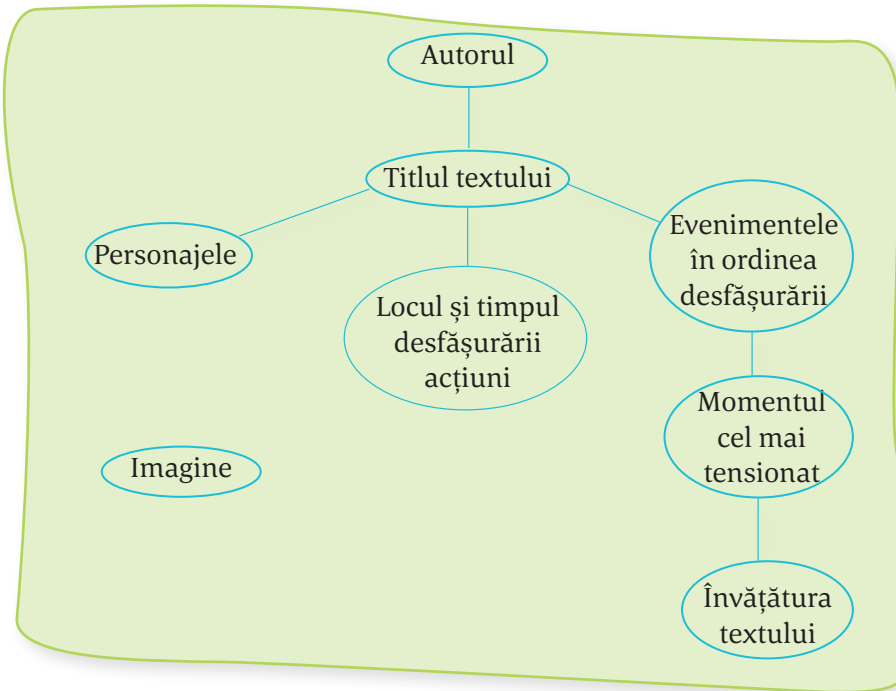 Autorul
Titlul textului
Personajele
Locul și timpul
desfășurării
acțiuni
Evenimentele
în ordinea
desfășurării
Imagine
Momentul
cel mai
tensionat
Învățătura
textului